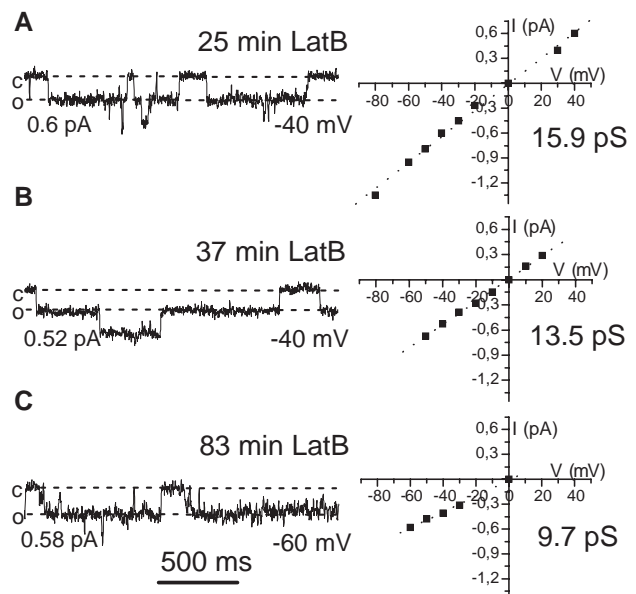 A
25 min LatB
c
o
0.6 pA
-40 mV
I (pA)
0,6
0,3
V (mV)
-80 -60 -40 -20 0 20 40
-0,3
-0,6
-0,9
-1,2
15.9 pS
B
37 min LatB
c
o
0.52 pA
-40 mV
I (pA)
0,6
0,3
V (mV)
-80 -60 -40 -20 0 20 40
-0,3
-0,6
-0,9
-1,2
13.5 pS
C
83 min LatB
c
o
0.58 pA
-60 mV
500 ms
I (pA)
0,6
0,3
V (mV)
-80 -60 -40 -20 0 20 40
-0,3
-0,6
-0,9
-1,2
9.7 pS